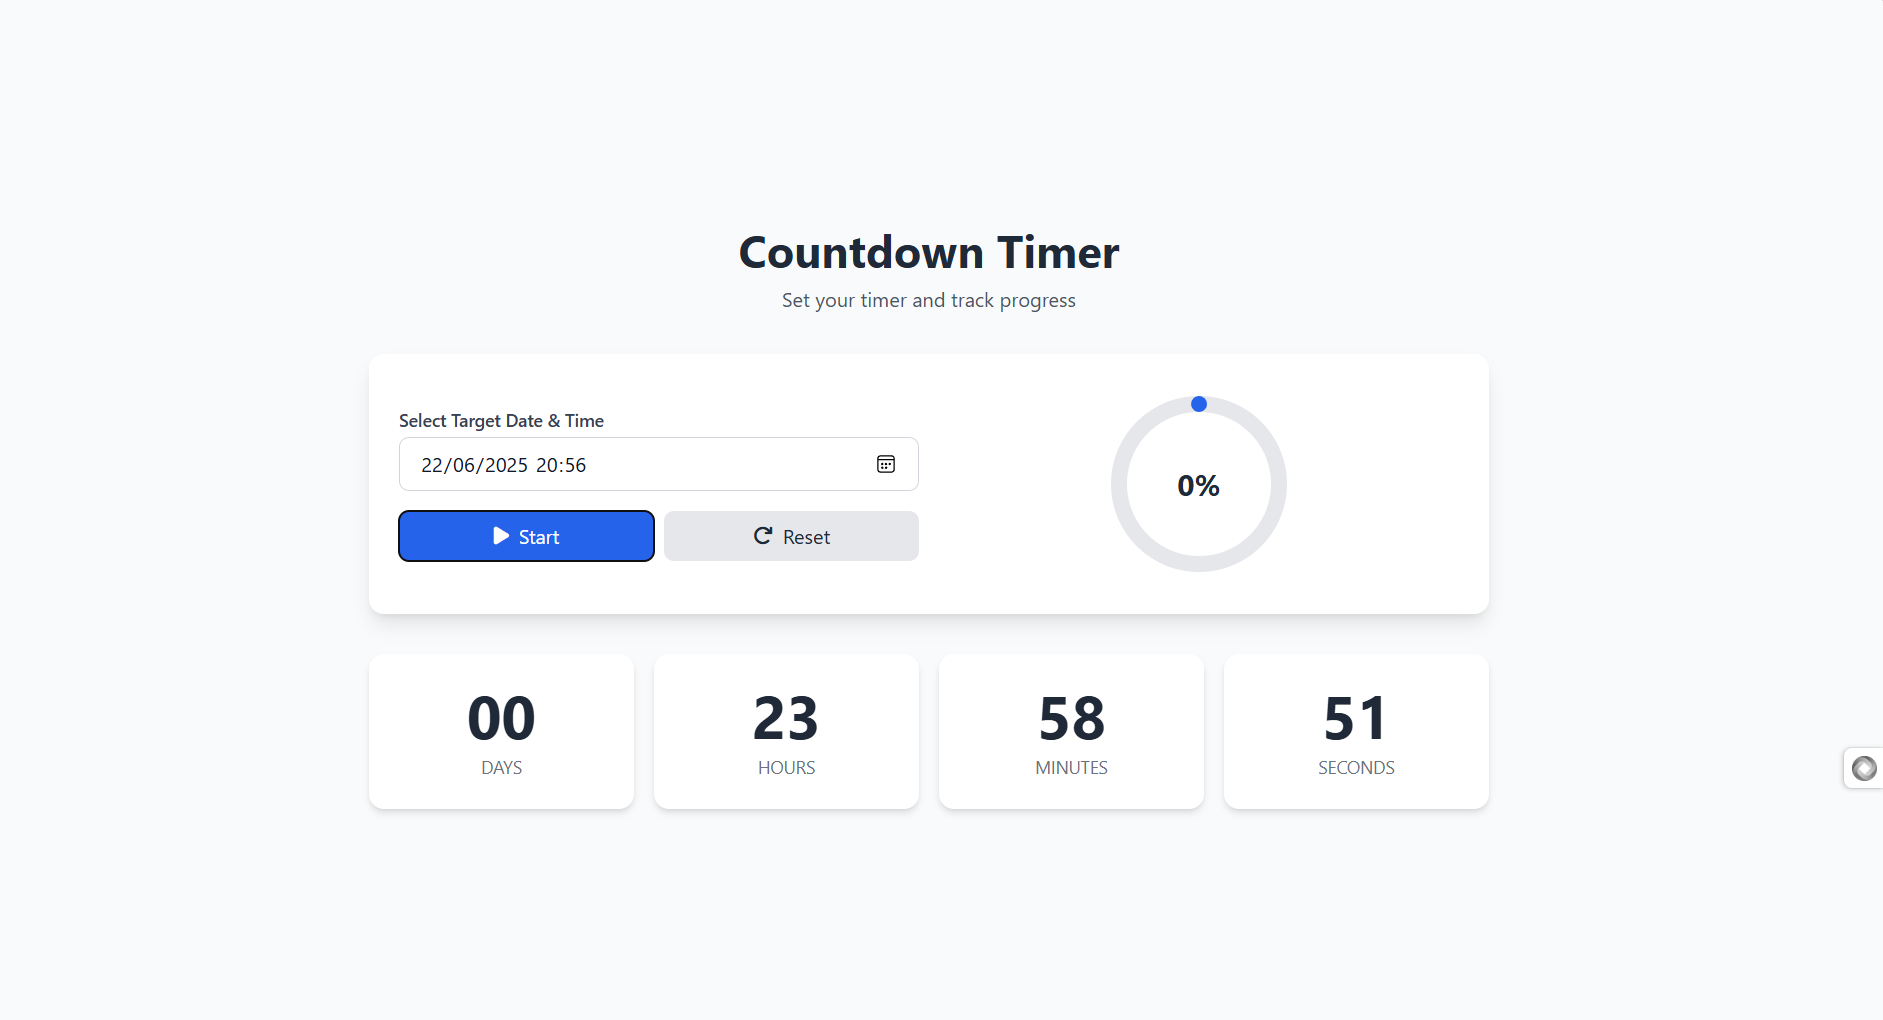 Countdown Timer
Set your timer and track progress
Select Target Date & Time
22/06/2025 20:56
Start
Reset
0%
00
DAYS
23
HOURS
58
MINUTES
51
SECONDS